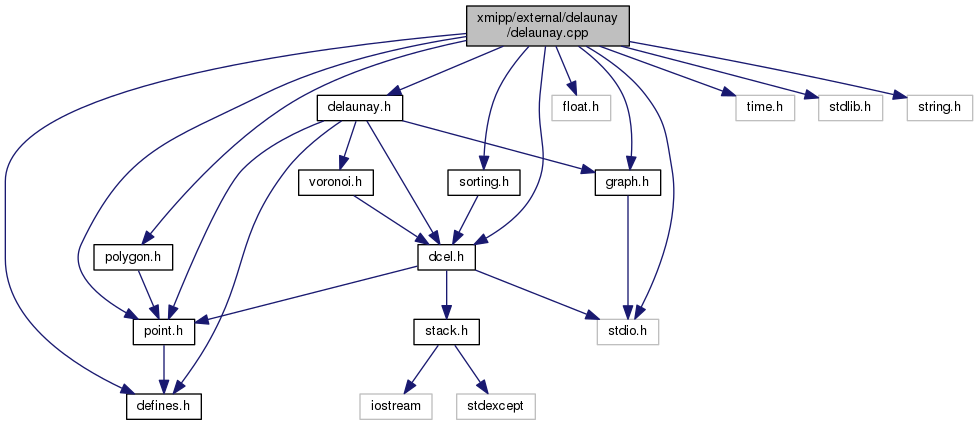 xmipp/external/delaunay
/delaunay.cpp
delaunay.h
float.h
time.h
stdlib.h
string.h
voronoi.h
sorting.h
graph.h
polygon.h
dcel.h
point.h
stack.h
stdio.h
defines.h
iostream
stdexcept